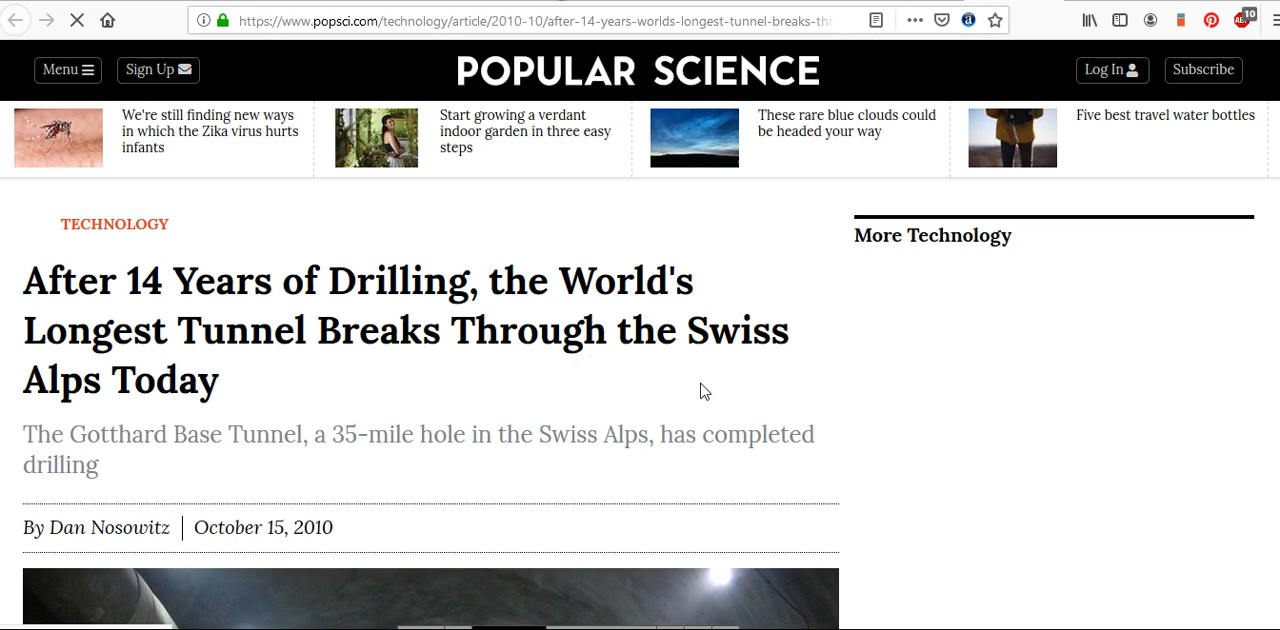 https://www.popsci.com/technology/article/2010-10/after-14-years-worlds-longest-tunnel-breaks-thr
10
Menu
Sign Up
POPULAR SCIENCE
Log In
Subscribe
We're still finding new ways
in which the Zika virus hurts
infants
Start growing a verdant
indoor garden in three easy
steps
These rare blue clouds could
be headed your way
Five best travel water bottles
TECHNOLOGY
After 14 Years of Drilling, the World's
Longest Tunnel Breaks Through the Swiss
Alps Today
The Gotthard Base Tunnel, a 35-mile hole in the Swiss Alps, has completed
drilling
By Dan Nosowitz | October 15, 2010
More Technology